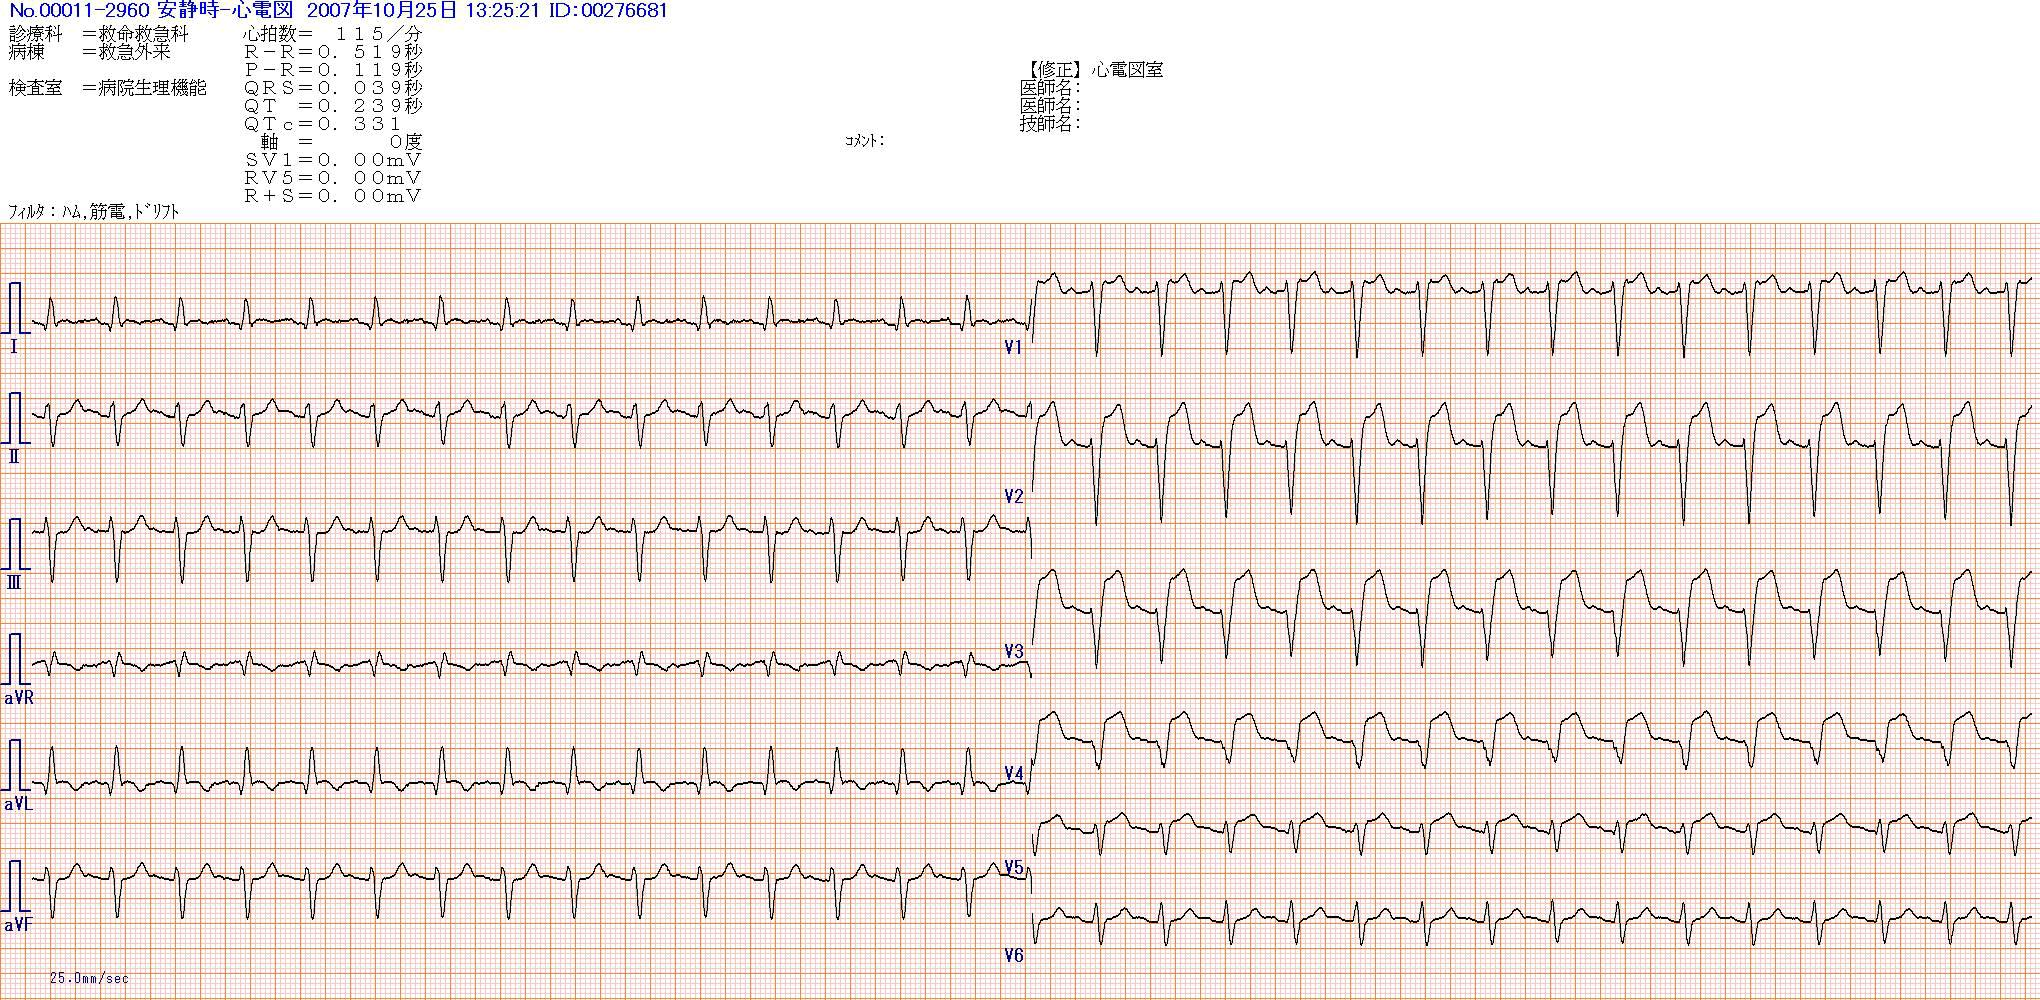 No.00011-2960 安静時-心電図 2007年10月25日 13:25:21 ID:00276681
診療科 =救命救急科
病棟 =救急外来
検査室 =病院生理機能
心拍数= 115/分
R-R=0.519秒
P-R=0.119秒
QRS=0.039秒
QT =0.239秒
QTc=0.331
軸 = 0度
SV1=0.00mV
RV5=0.00mV
R+S=0.00mV
【修正】 心電図室
医師名:
医師名:
技師名:
コメント:
フィルタ:ハム,筋電,ドリフト
I
II
III
aVR
aVL
aVF
V1
V2
V3
V4
V5
V6
25.0mm/sec